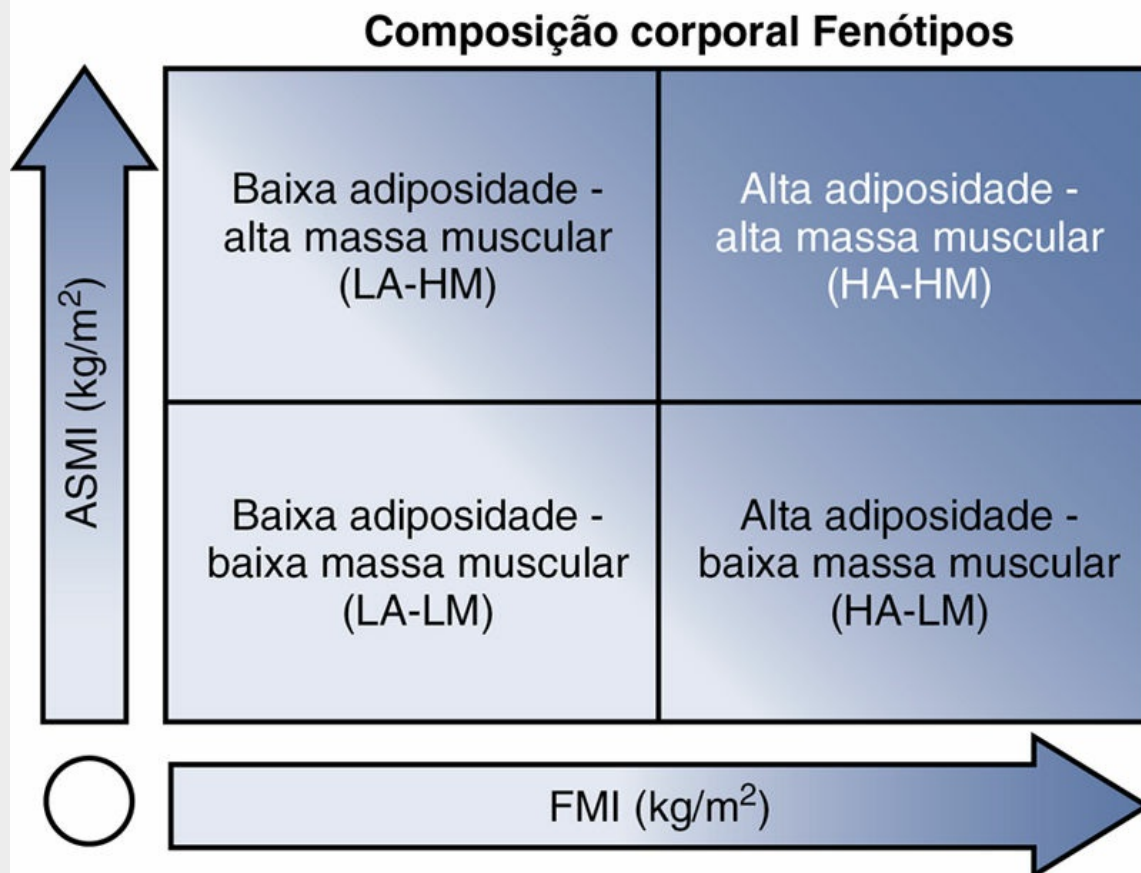 Composição corporal Fenótipos
ASMI (kg/m²)
Baixa adiposidade -
alta massa muscular
(LA-HM)
Alta adiposidade -
alta massa muscular
(HA-HM)
Baixa adiposidade -
baixa massa muscular
(LA-LM)
Alta adiposidade -
baixa massa muscular
(HA-LM)
FMI (kg/m²)